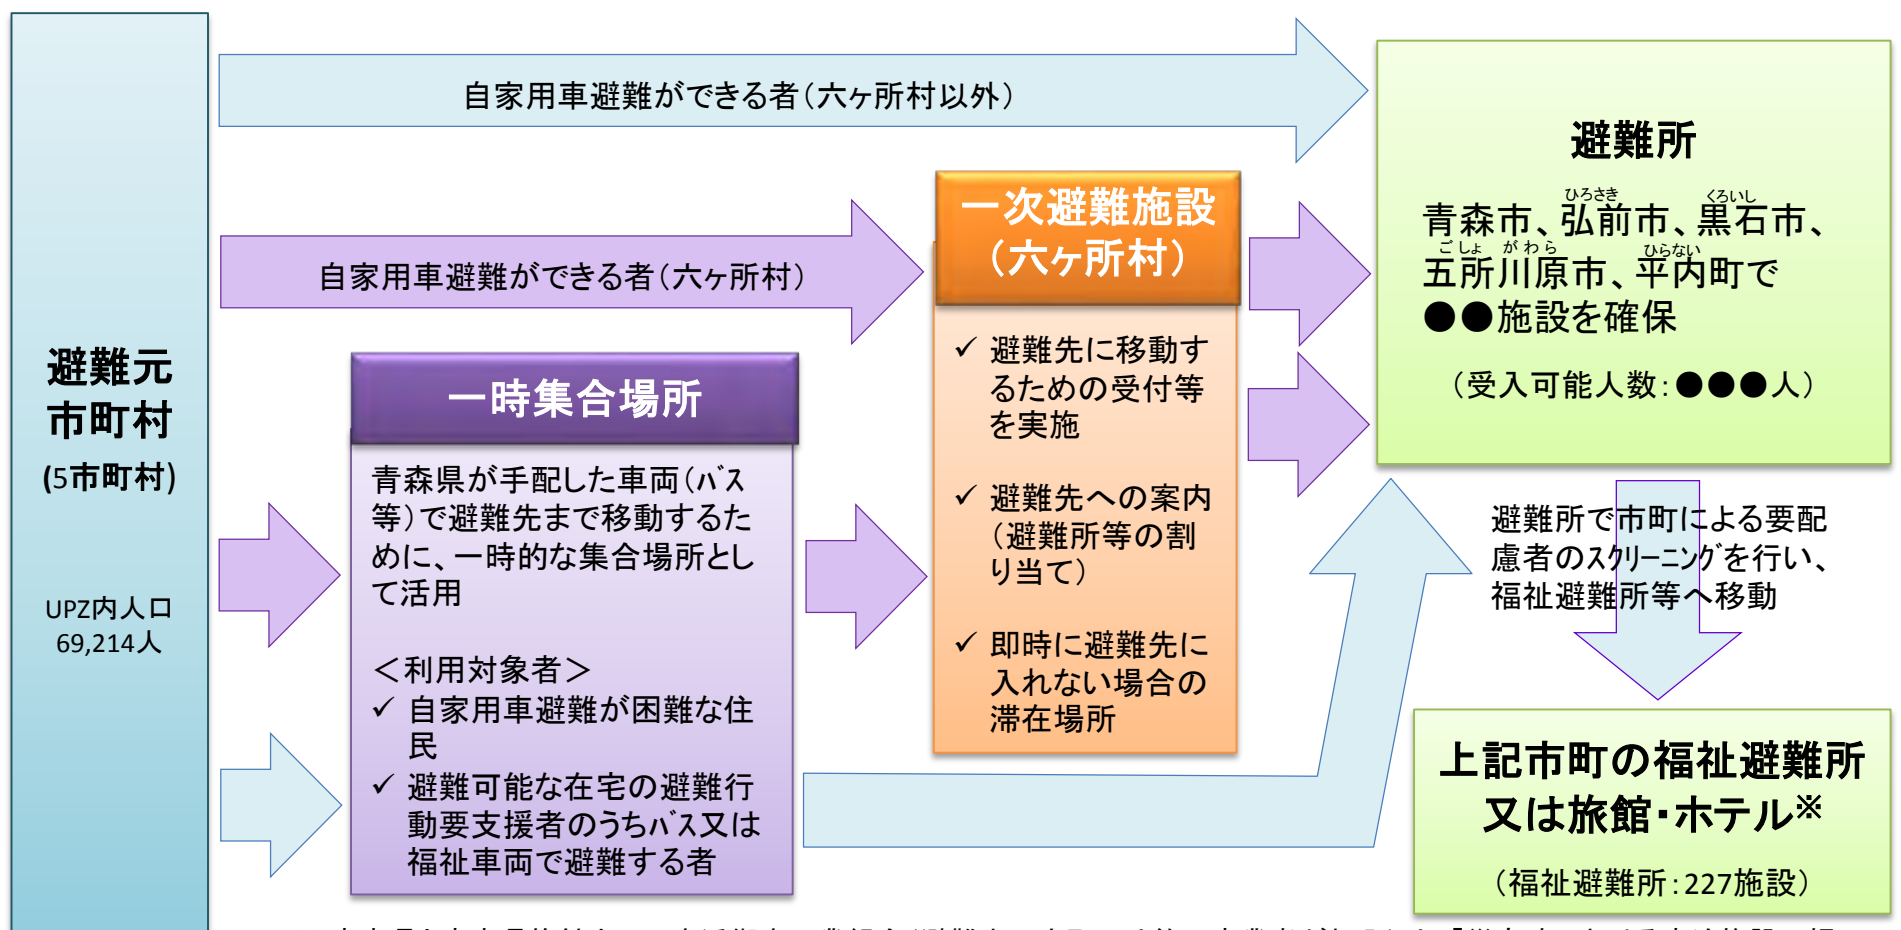 自家用車避難ができる者（六ヶ所村以外）
自家用車避難ができる者（六ヶ所村）
避難元
市町村
(5市町村)
UPZ内人口
69,214人
一時集合場所
青森県が手配した車両（バス
等）で避難先まで移動するた
めに、一時的な集合場所とし
て活用
＜利用対象者＞
✓ 自家用車避難が困難な住
民
✓ 避難可能な在宅の避難行
動要支援者のうちバス又は
福祉車両で避難する者
一次避難施設
（六ヶ所村）
✓ 避難先に移動す
るための受付等
を実施
✓ 避難先への案内
（避難所等の割
り当て）
✓ 即時に避難先に
入れない場合の
滞在場所
避難所
ひろさき くろいし
青森市、弘前市、黒石市、
ごしょ がわら ひらない
五所川原市、平内町で
●●施設を確保
（受入可能人数：●●●人）
避難所で市町による要配
慮者のスクリーニングを行い、
福祉避難所等へ移動
上記市町の福祉避難所
又は旅館・ホテル※
（福祉避難所：227施設）